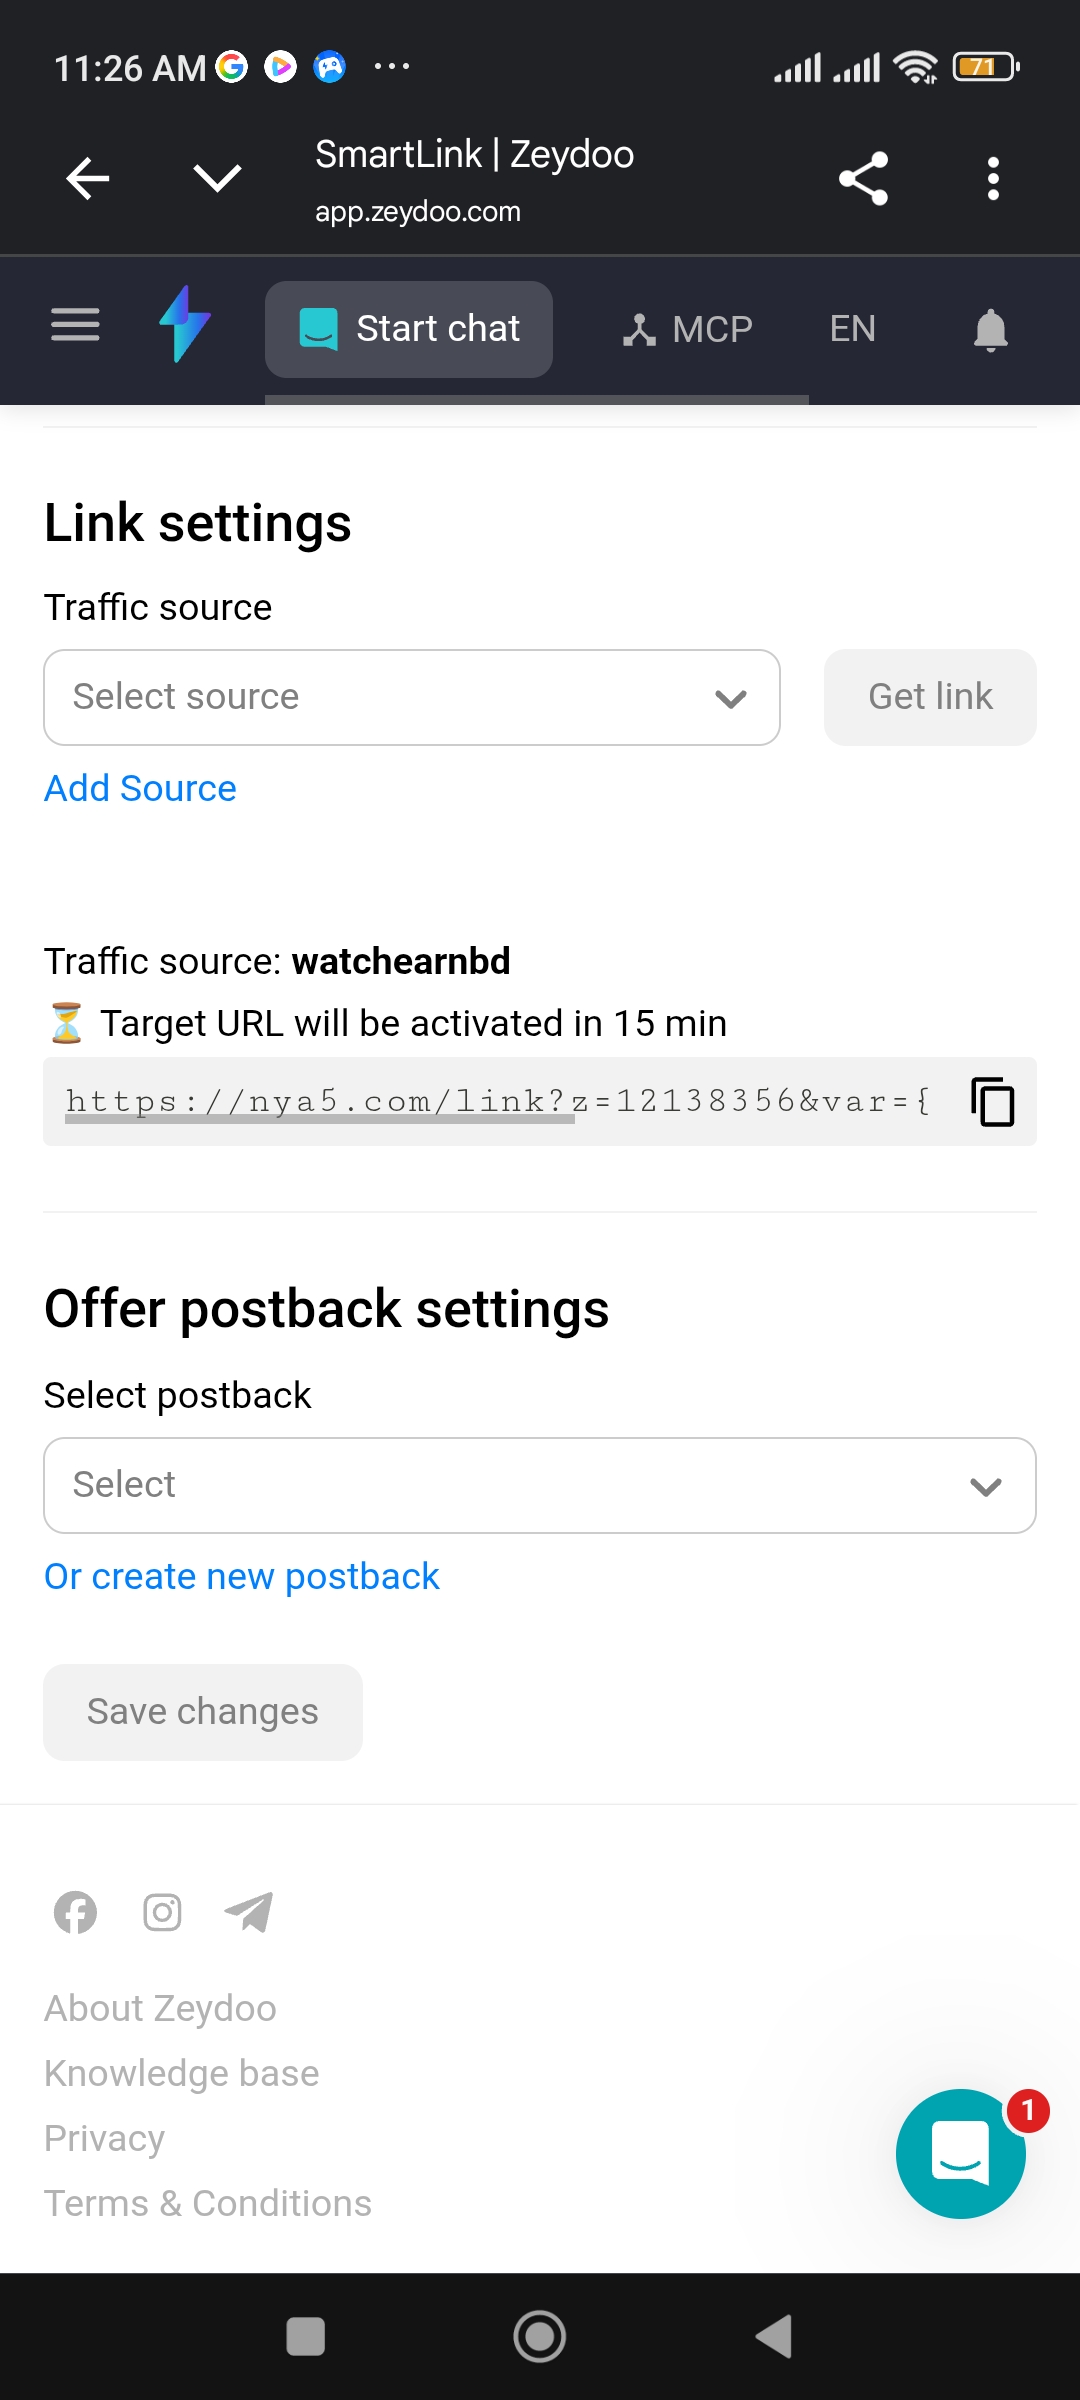 11:26 AM
71
SmartLink | Zeydoo
app.zeydoo.com
Start chat
MCP
EN
Link settings
Traffic source
Select source
Get link
Add Source
Traffic source: watchearnbd
⏳ Target URL will be activated in 15 min
https://nya5.com/link?z=12138356&var={
Offer postback settings
Select postback
Select
Or create new postback
Save changes
About Zeydoo
Knowledge base
1
Privacy
Terms & Conditions